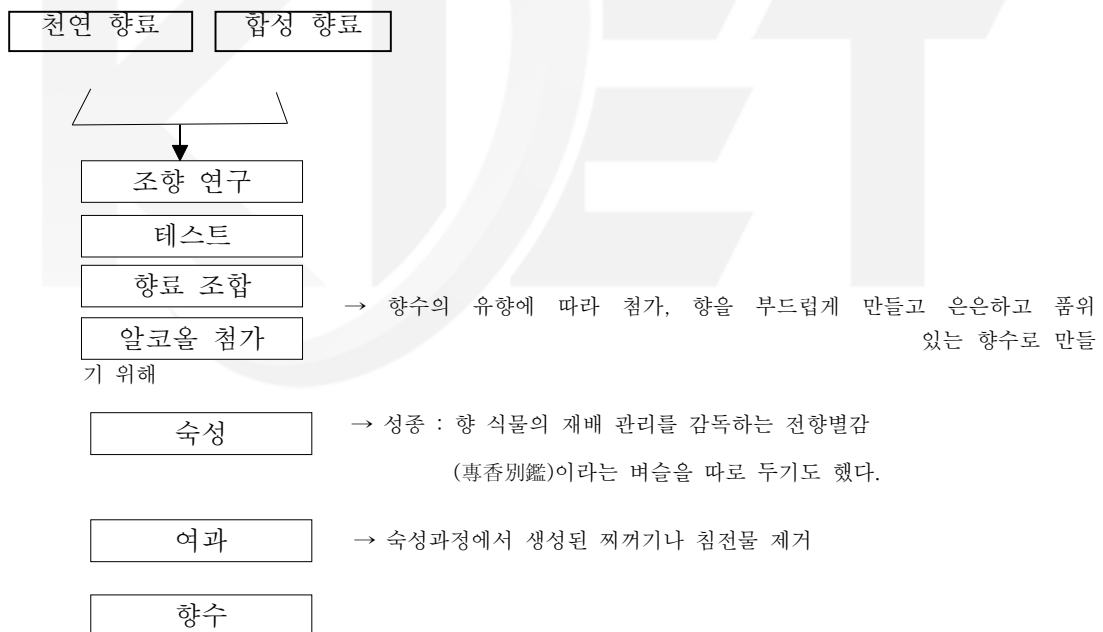 천연 향료
합성 향료
조향 연구
테스트
향료 조합
→ 향수의 유향에 따라 첨가, 향을 부드럽게 만들고 은은하고 품위
알코올 첨가
있는 향수로 만들
기 위해
숙성
→ 성종 : 향 식물의 재배 관리를 감독하는 전향별감
(專香別鑑)이라는 벼슬을 따로 두기도 했다.
여과
→ 숙성과정에서 생성된 찌꺼기나 침전물 제거
향수
KIET